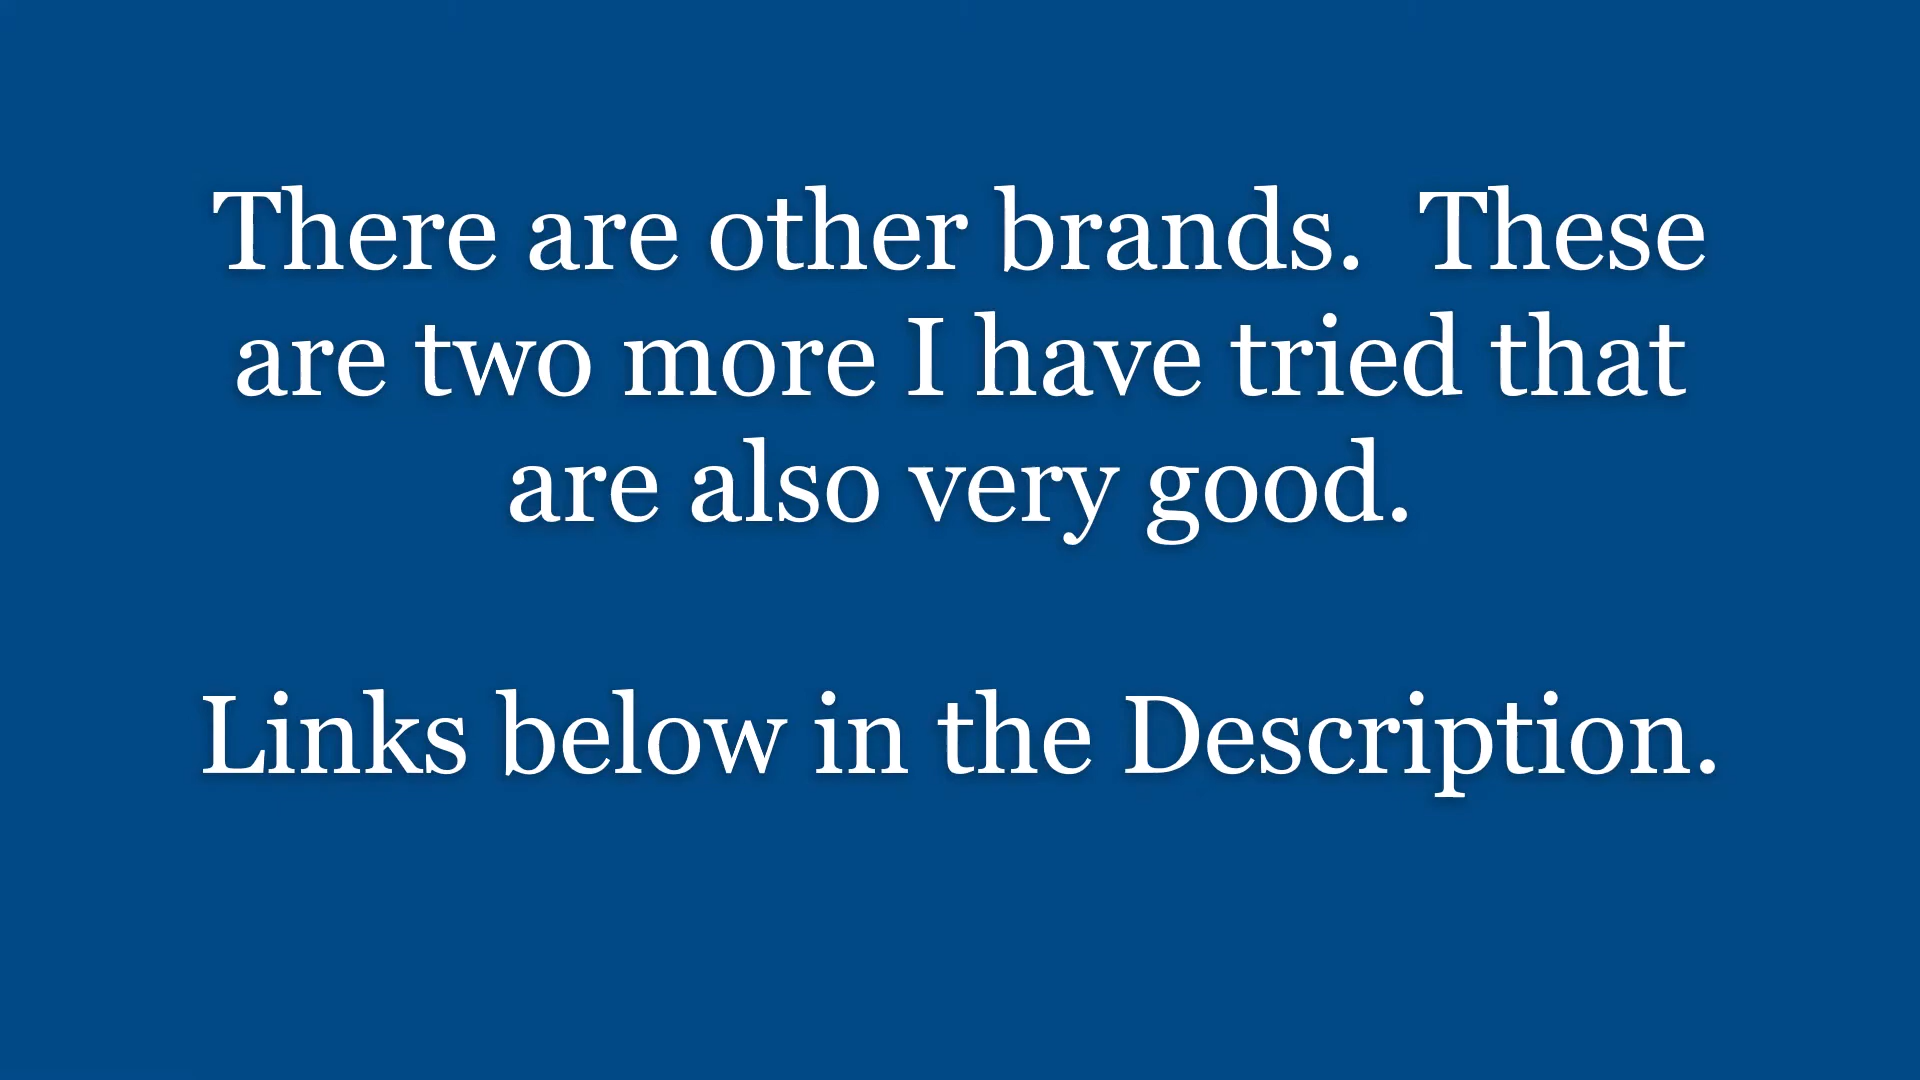 There are other brands.  These
are two more I have tried that
are also very good.
Links below in the Description.